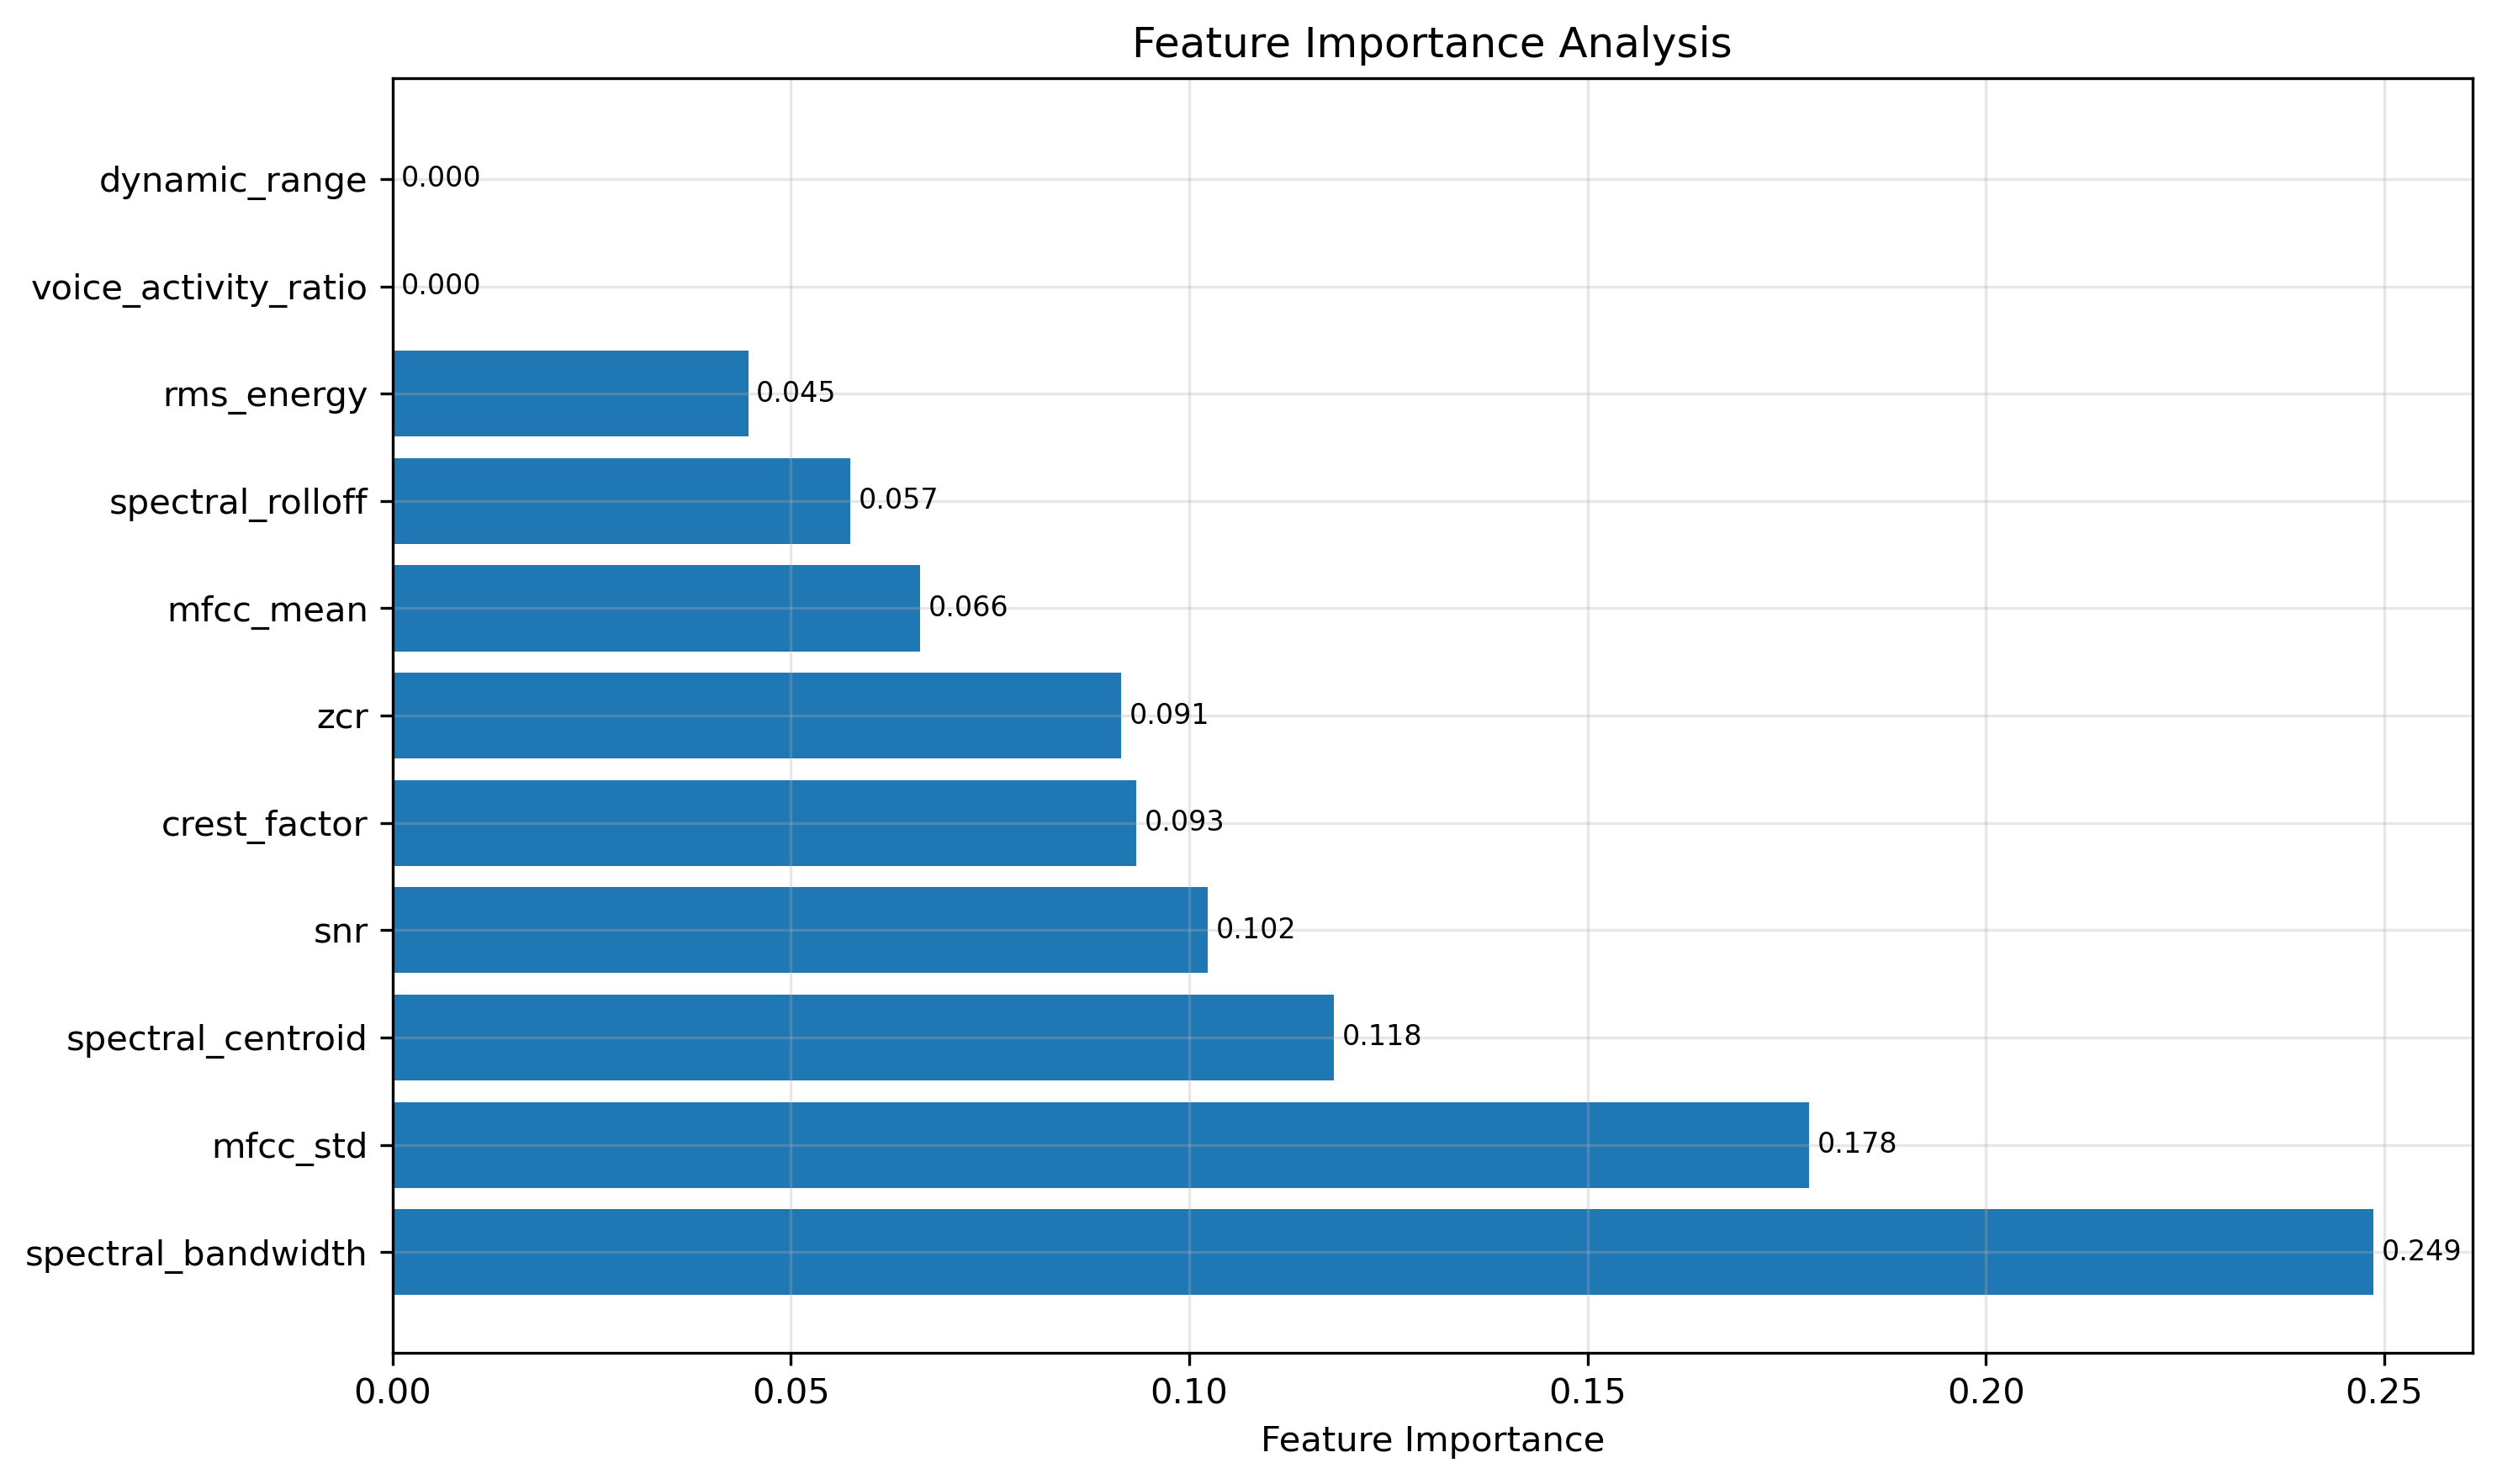 Feature Importance Analysis
dynamic_range 0.000
voice_activity_ratio 0.000
rms_energy 0.045
spectral_rolloff 0.057
mfcc_mean 0.066
zcr 0.091
crest_factor 0.093
snr 0.102
spectral_centroid 0.118
mfcc_std 0.178
spectral_bandwidth 0.249
0.00 0.05 0.10 0.15 0.20 0.25
Feature Importance